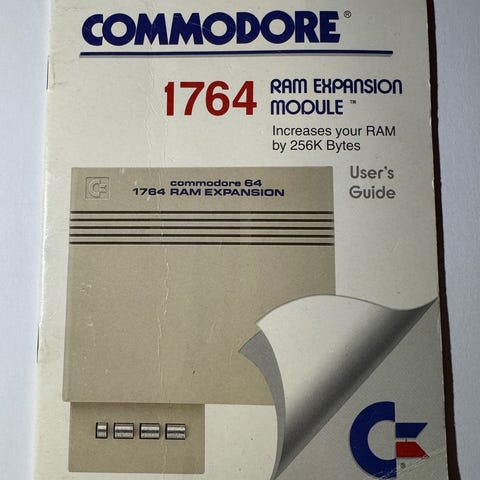 COMMODORE®
1764 RAM EXPANSION
MODULE™
Increases your RAM
by 256K Bytes
User's
Guide
commodore 64
1764 RAM EXPANSION
®